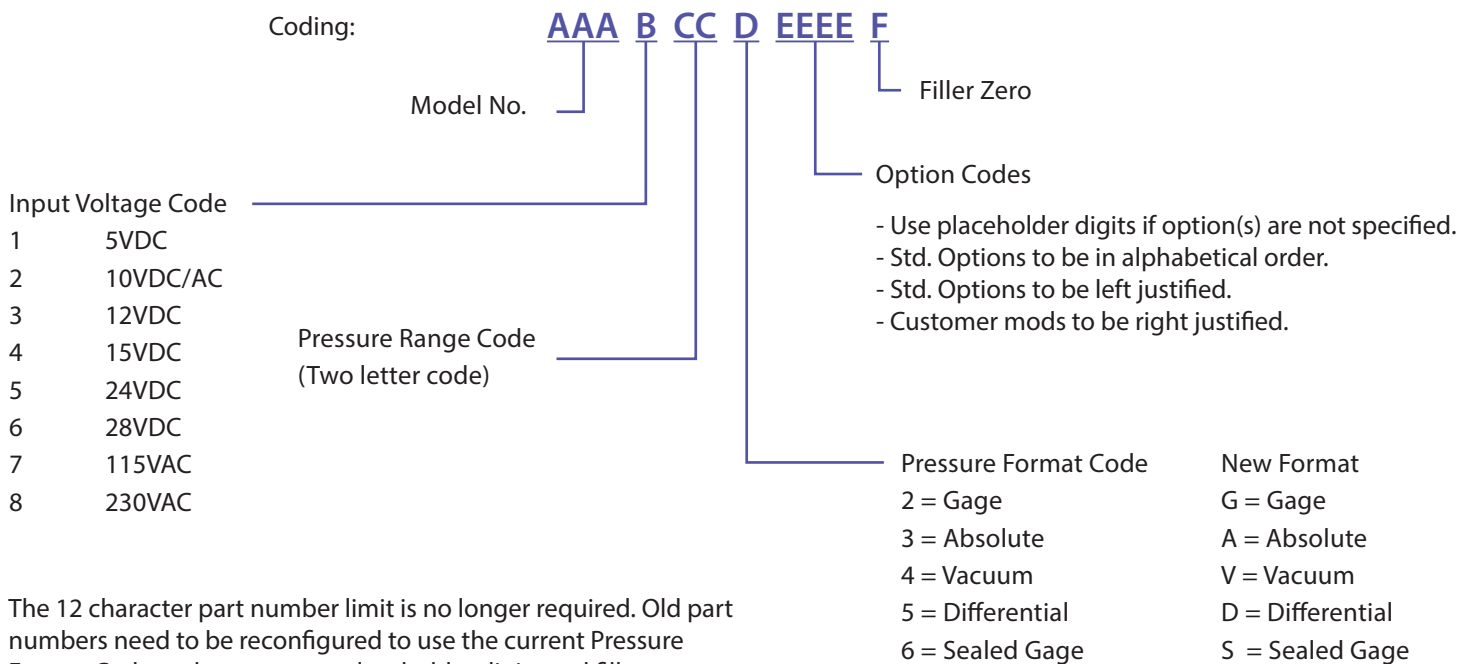 Coding: AAA B CC D EEEE F
Model No.
Filler Zero
Option Codes
- Use placeholder digits if option(s) are not specified.
- Std. Options to be in alphabetical order.
- Std. Options to be left justified.
- Customer mods to be right justified.
Input Voltage Code
1 5VDC
2 10VDC/AC
3 12VDC
4 15VDC
5 24VDC
6 28VDC
7 115VAC
8 230VAC
Pressure Range Code
(Two letter code)
Pressure Format Code New Format
2 = Gage G = Gage
3 = Absolute A = Absolute
4 = Vacuum V = Vacuum
5 = Differential D = Differential
6 = Sealed Gage S = Sealed Gage
The 12 character part number limit is no longer required. Old part
numbers need to be reconfigured to use the current Pressure